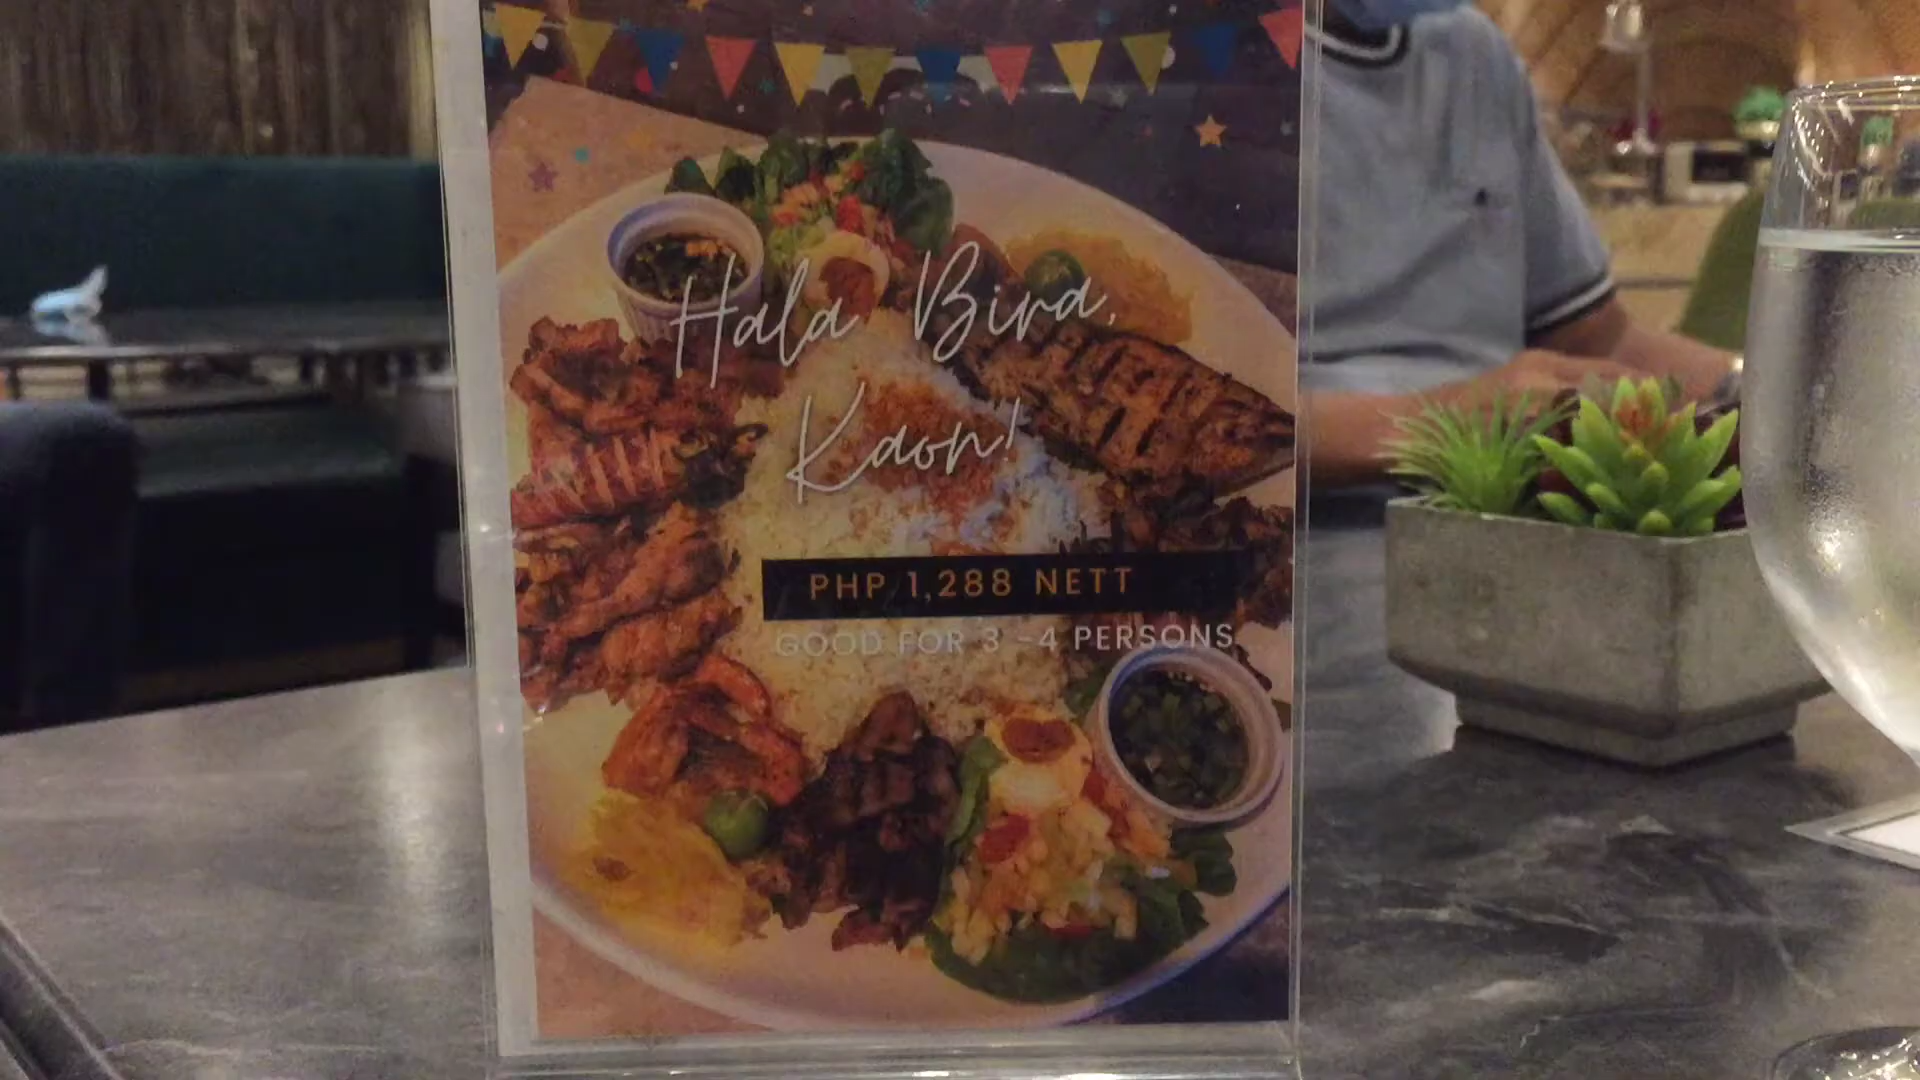 Hala Bira,
Kaon!
PHP 1,288 NETT
GOOD FOR 3 -4 PERSONS